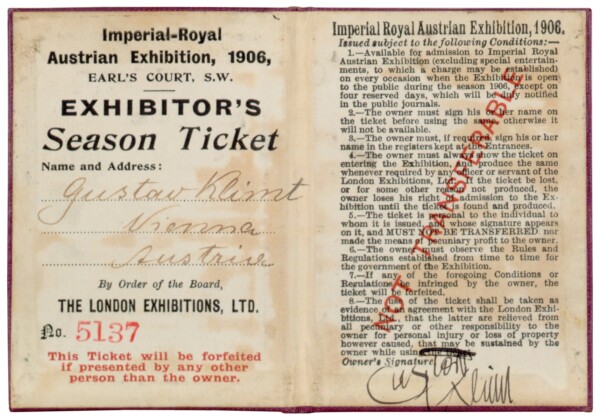 Imperial-Royal
Austrian Exhibition, 1906,
EARL'S COURT, S.W.
EXHIBITOR'S
Season Ticket
Name and Address:
Gustav Klimt
Vienna
Austria
By Order of the Board,
THE LONDON EXHIBITIONS, LTD.
No. 5137
This Ticket will be forfeited
if presented by any other
person than the owner.
Imperial Royal Austrian Exhibition, 1906.
Issued subject to the following Conditions:—
1.—Available for admission to Imperial Royal
Austrian Exhibition (excluding special entertain-
ments, to which a charge may be established)
on every occasion when the Exhibition is open
to the public during the season 1906, except on
four reserved days, which will be duly notified
in the public journals.
2.—The owner must sign his or her name on
the ticket before using the same, otherwise it
will not be available.
3.—The owner must, if required, sign his or her
name in the registers kept at the Entrances.
4.—The owner must always show the ticket on
entering the Exhibition, and produce the same
whenever required by any officer or servant of the
London Exhibitions, Ltd. If the ticket be lost,
or for some other reason not produced, the
owner loses his right of admission to the Ex-
hibition until the ticket is found and produced.
5.—The ticket is personal to the individual to
whom it is issued, and whose signature appears
on it, and MUST NOT BE TRANSFERRED nor
made the means of pecuniary profit to the owner.
6.—The owner must observe the Rules and
Regulations established from time to time for
the government of the Exhibition.
7.—If any of the foregoing Conditions or
Regulations be infringed by the owner, the
ticket will be forfeited.
8.—The use of this ticket shall be taken as
evidence of an agreement with the London Exhi-
bitions, Ltd., that the latter are relieved from
all pecuniary or other responsibility to the
owner for personal injury or loss of property
however caused, that may be sustained by the
owner while using
Owner's Signature
Gustav
Klimt
NOT TRANSFERABLE